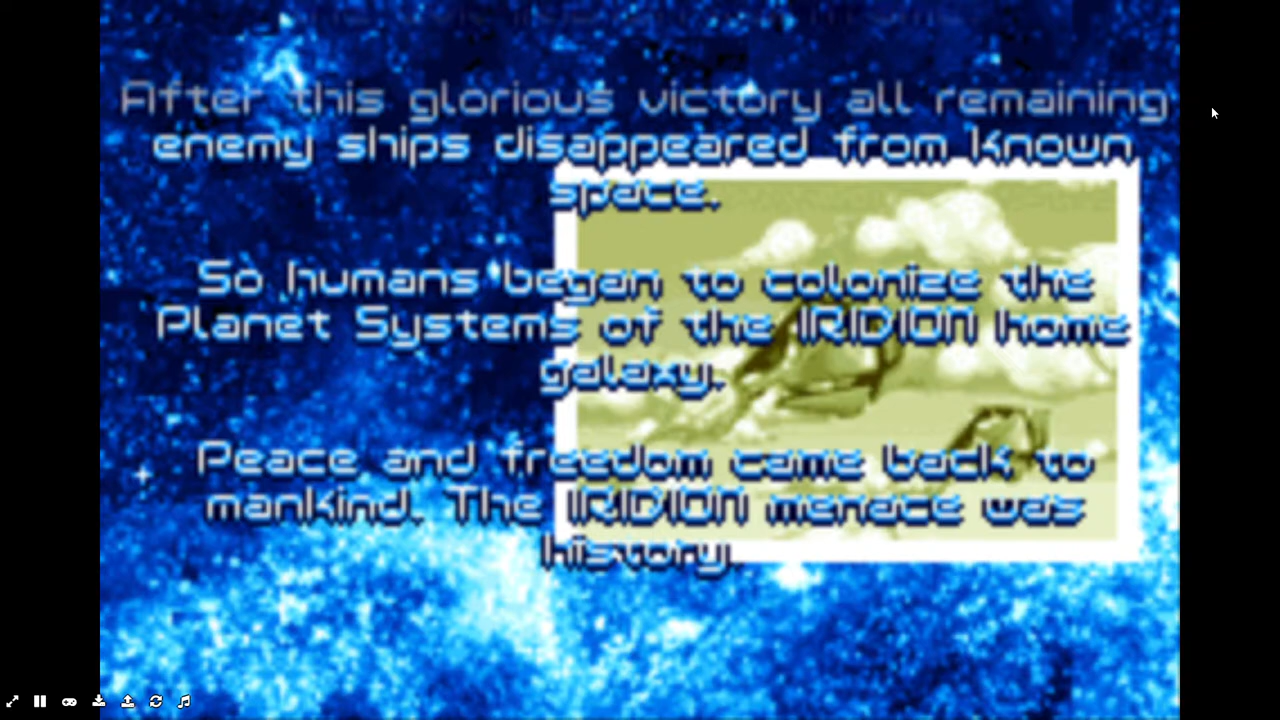 After this glorious victory all remaining
enemy ships disappeared from known
space.
So humans began to colonize the
Planet Systems of the IRIDION home
galaxy.
Peace and freedom came back to
mankind. The IRIDION menace was
history.